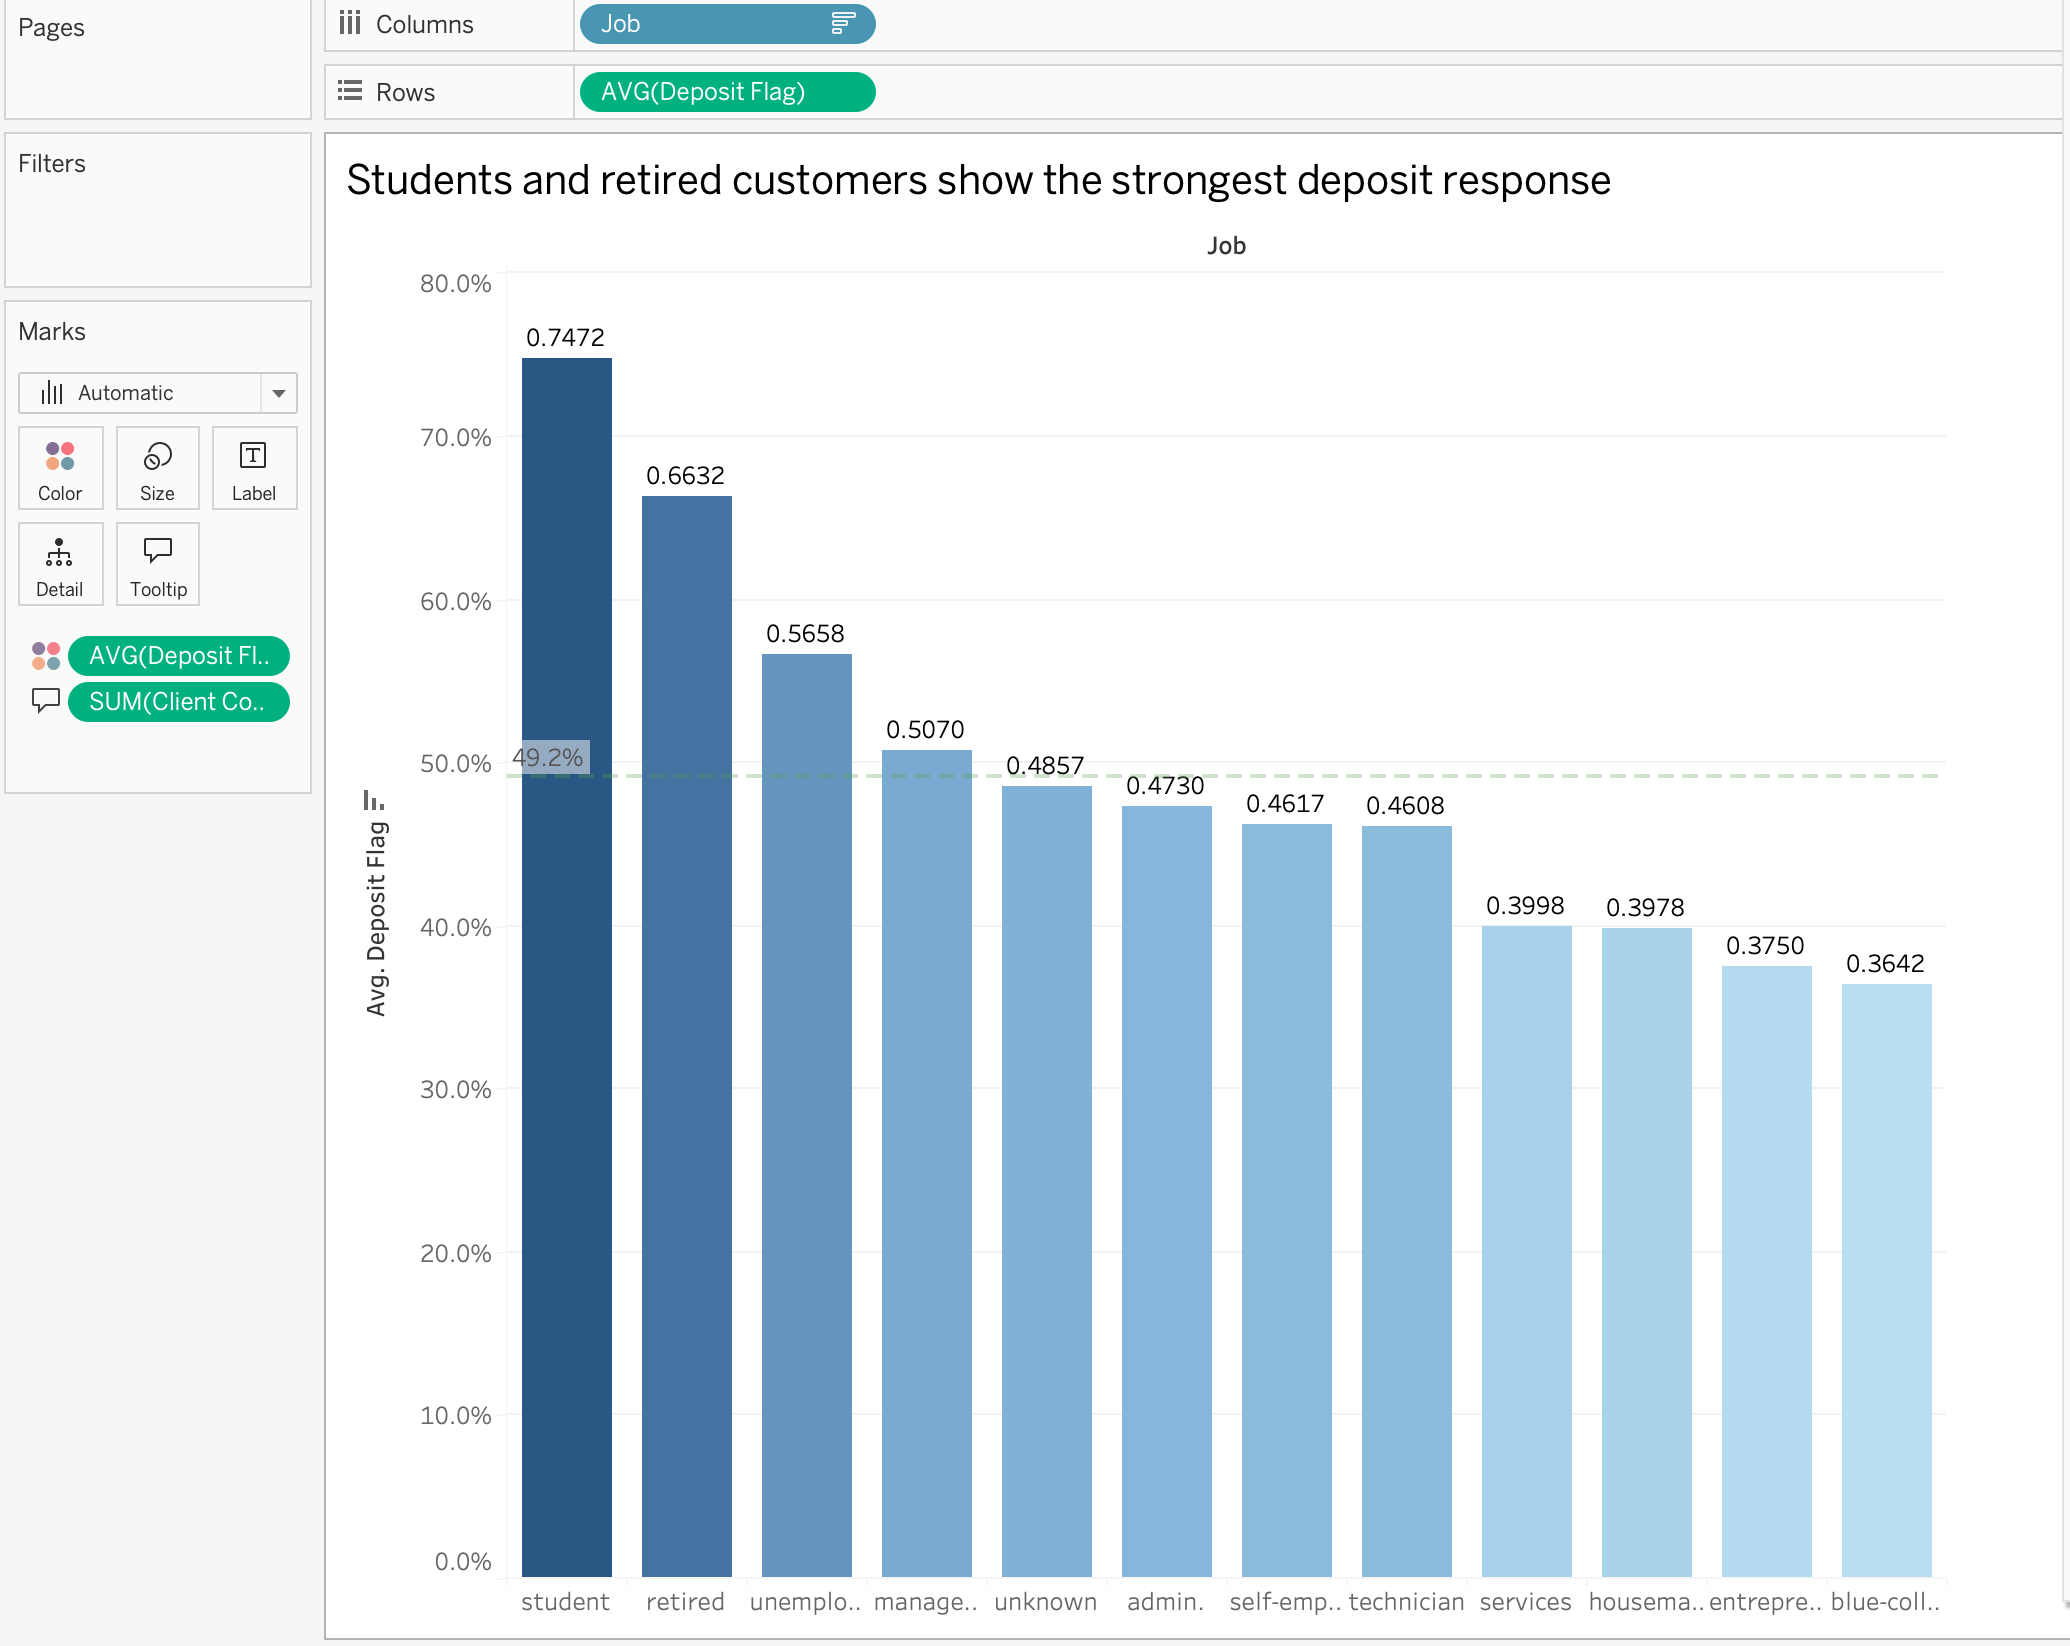 Pages
Columns
Job
Rows
AVG(Deposit Flag)
Filters
Marks
Automatic
Color
Size
Label
Detail
Tooltip
AVG(Deposit Fl..
SUM(Client Co..
Students and retired customers show the strongest deposit response
Job
80.0%
70.0%
60.0%
50.0%
40.0%
30.0%
20.0%
10.0%
0.0%
Avg. Deposit Flag
0.7472
0.6632
0.5658
0.5070
0.4857
0.4730
0.4617
0.4608
0.3998
0.3978
0.3750
0.3642
49.2%
student
retired
unemplo..
manage..
unknown
admin.
self-emp..
technician
services
housema..
entrepre..
blue-coll..